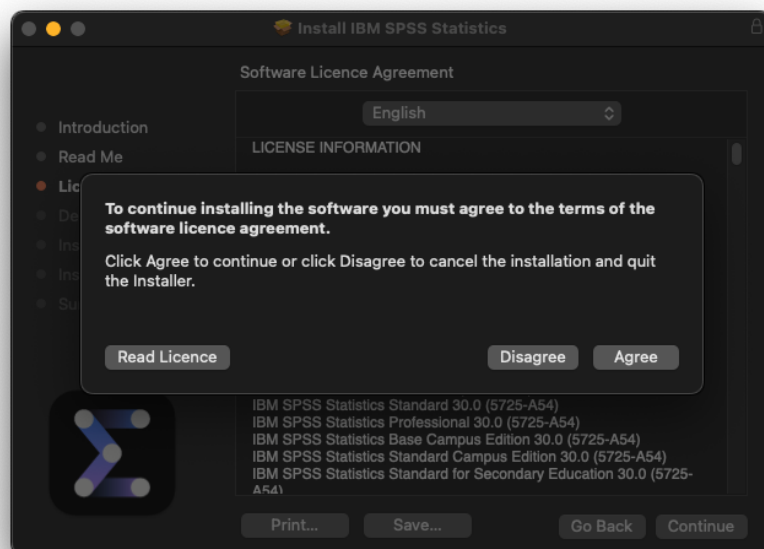 Install IBM SPSS Statistics
Software Licence Agreement
English
Introduction
Read Me
Lic
De
Ins
Ins
Su
LICENSE INFORMATION
To continue installing the software you must agree to the terms of the
software licence agreement.
Click Agree to continue or click Disagree to cancel the installation and quit
the Installer.
Read Licence
Disagree
Agree
IBM SPSS Statistics Standard 30.0 (5725-A54)
IBM SPSS Statistics Professional 30.0 (5725-A54)
IBM SPSS Statistics Base Campus Edition 30.0 (5725-A54)
IBM SPSS Statistics Standard Campus Edition 30.0 (5725-A54)
IBM SPSS Statistics Standard for Secondary Education 30.0 (5725-
A54)
Print...
Save...
Go Back
Continue